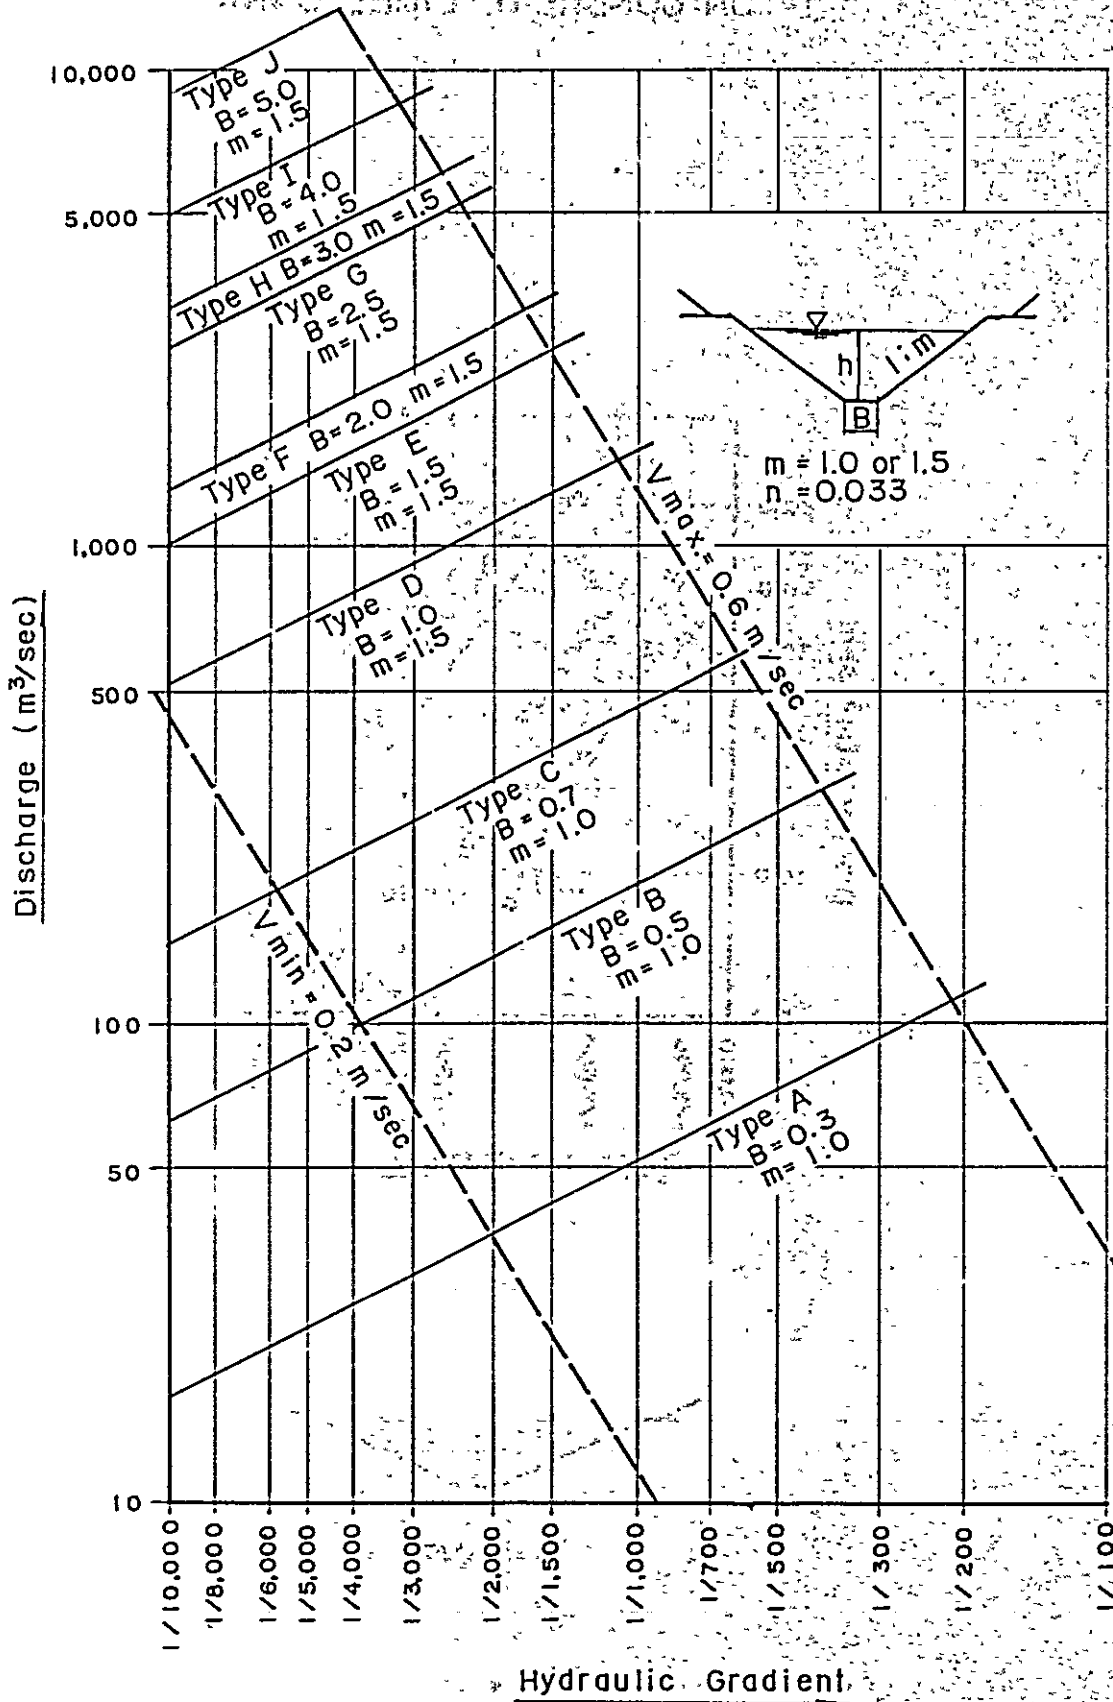 Discharge (m³/sec)
10,000
5,000
1,000
500
100
50
10
Type J
B = 5.0
m = 1.5
Type I
B = 4.0
m = 1.5
Type H B = 3.0 m = 1.5
Type G
B = 2.5
m = 1.5
Type F B = 2.0 m = 1.5
Type E
B = 1.5
m = 1.5
Type D
B = 1.0
m = 1.5
Type C
B = 0.7
m = 1.0
Type B
B = 0.5
m = 1.0
Type A
B = 0.3
m = 1.0
V max = 0.6 m/sec
V min = 0.2 m/sec
h
1:m
B
m = 1.0 or 1.5
n = 0.033
1/10,000
1/8,000
1/6,000
1/5,000
1/4,000
1/3,000
1/2,000
1/1,500
1/1,000
1/700
1/500
1/300
1/200
1/100
Hydraulic Gradient